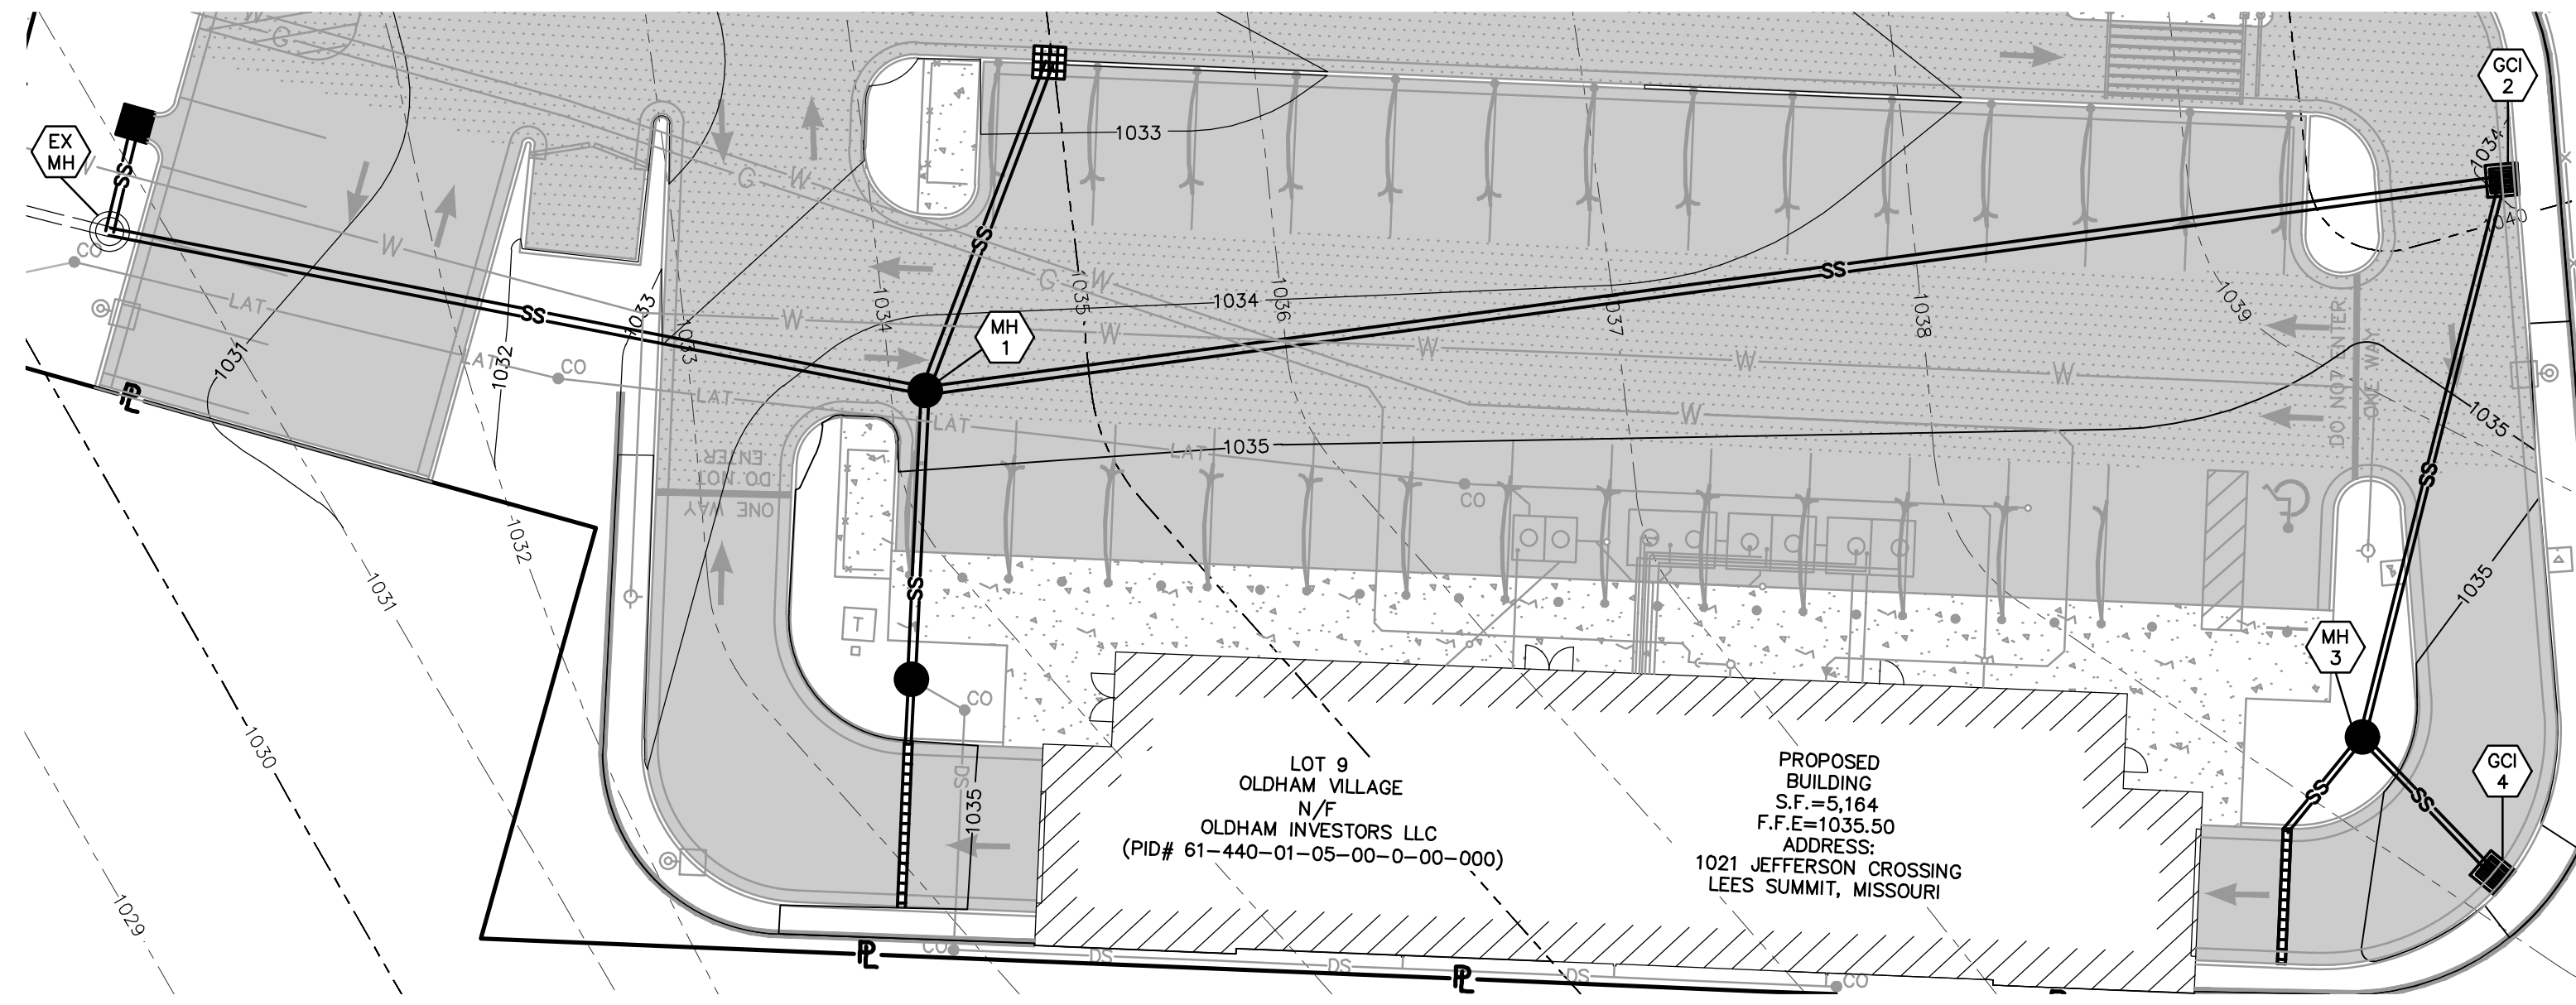 W
G
EX
MH
W
SS
CO
LAT
W
SS
1031
LAT
1032
1033
1033
CO
PL
1033
G
W
SS
G
W
1034
1035
1034
1036
1037
1038
1039
SS
GCI
2
1034
1040
MH
1
W
W
W
W
W
W
LAT
LAT
LAT
1035
CO
DO NOT ENTER
ONE WAY
1035
SS
DO NOT
ENTER
ONE WAY
1032
1031
1030
1029
SS
T
CO
DS
1035
MH
3
1035
SS
SS
GCI
4
LOT 9
OLDHAM VILLAGE
N/F
OLDHAM INVESTORS LLC
(PID# 61-440-01-05-00-0-00-000)
PROPOSED
BUILDING
S.F.=5,164
F.F.E=1035.50
ADDRESS:
1021 JEFFERSON CROSSING
LEES SUMMIT, MISSOURI
PL
CO
DS
DS
PL
DS
CO